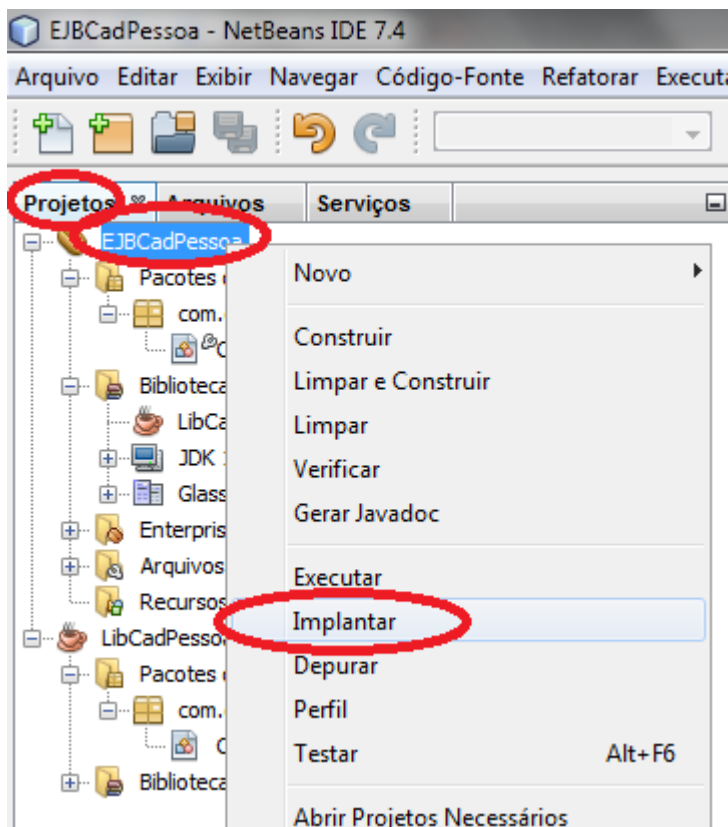 EJBCadPessoa - NetBeans IDE 7.4
Arquivo Editar Exibir Navegar Código-Fonte Refatorar Executa
Projetos Arquivos Serviços
EJBCadPessoa
Pacotes
Novo
com.
Construir
Biblioteca
Limpar e Construir
LibCa
Limpar
JDK
Verificar
Glass
Gerar Javadoc
Enterpris
Arquivos
Executar
Recursos
Implantar
LibCadPesso
Depurar
Pacotes
Perfil
com.
Testar Alt+F6
Biblioteca
Abrir Projetos Necessários